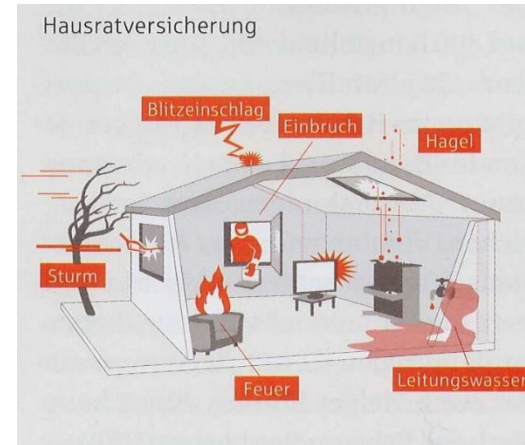 Hausratversicherung
Blitzeinschlag
Einbruch
Hagel
Sturm
Feuer
Leitungswasser